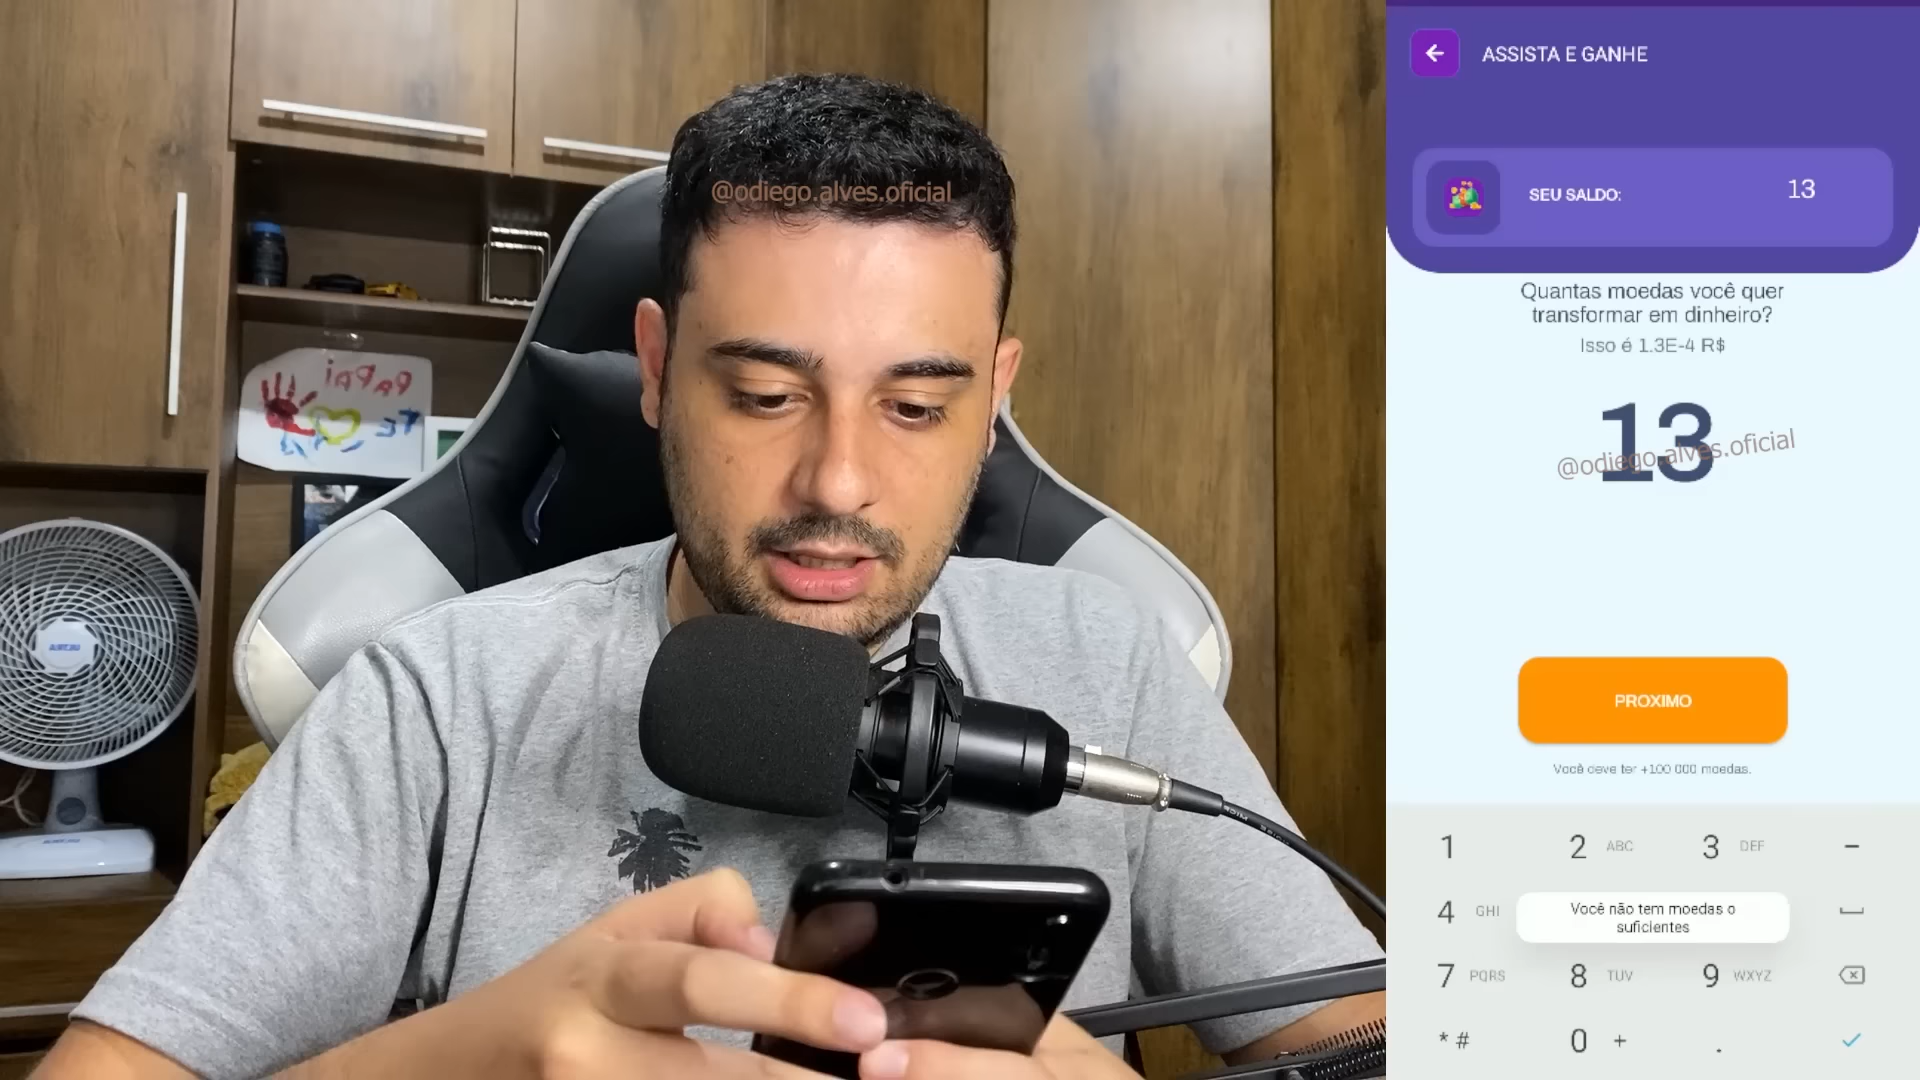 @odiego.alves.oficial
ASSISTA E GANHE
SEU SALDO:
13
Quantas moedas você quer
transformar em dinheiro?
Isso é 1.3E-4 R$
13
@odiego.alves.oficial
PROXIMO
Você deve ter +100 000 moedas.
1
2 ABC
3 DEF
-
4 GHI
Você não tem moedas o
suficientes
7 PQRS
8 TUV
9 WXYZ
* #
0 +
.